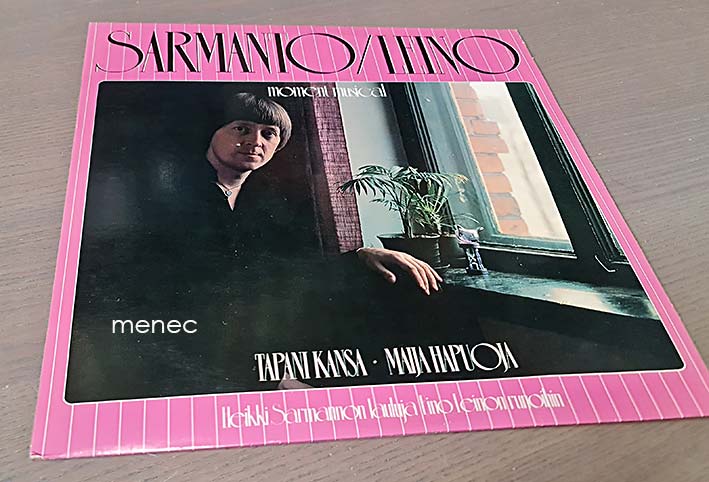 SARMANTO/LEINO
moment musical
menec
TAPANI KANSA · MAIJA HAPUOJA
Heikki Sarmannon lauluja Eino Leinon runoihin